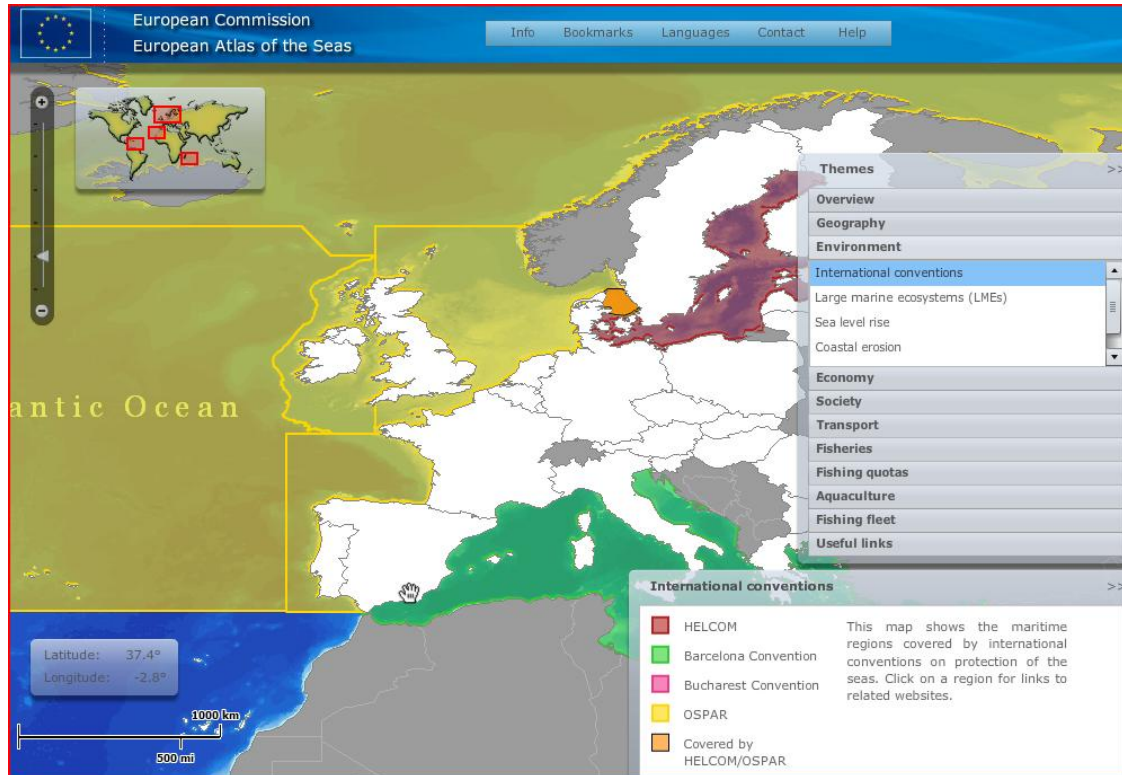 European Commission
European Atlas of the Seas
Info Bookmarks Languages Contact Help
Themes >>
Overview
Geography
Environment
International conventions
Large marine ecosystems (LMEs)
Sea level rise
Coastal erosion
Economy
Society
Transport
Fisheries
Fishing quotas
Aquaculture
Fishing fleet
Useful links
antic Ocean
International conventions >>
HELCOM
Barcelona Convention
Bucharest Convention
OSPAR
Covered by
HELCOM/OSPAR
This map shows the maritime
regions covered by international
conventions on protection of the
seas. Click on a region for links to
related websites.
Latitude: 37.4°
Longitude: -2.8°
1000 km
500 mi